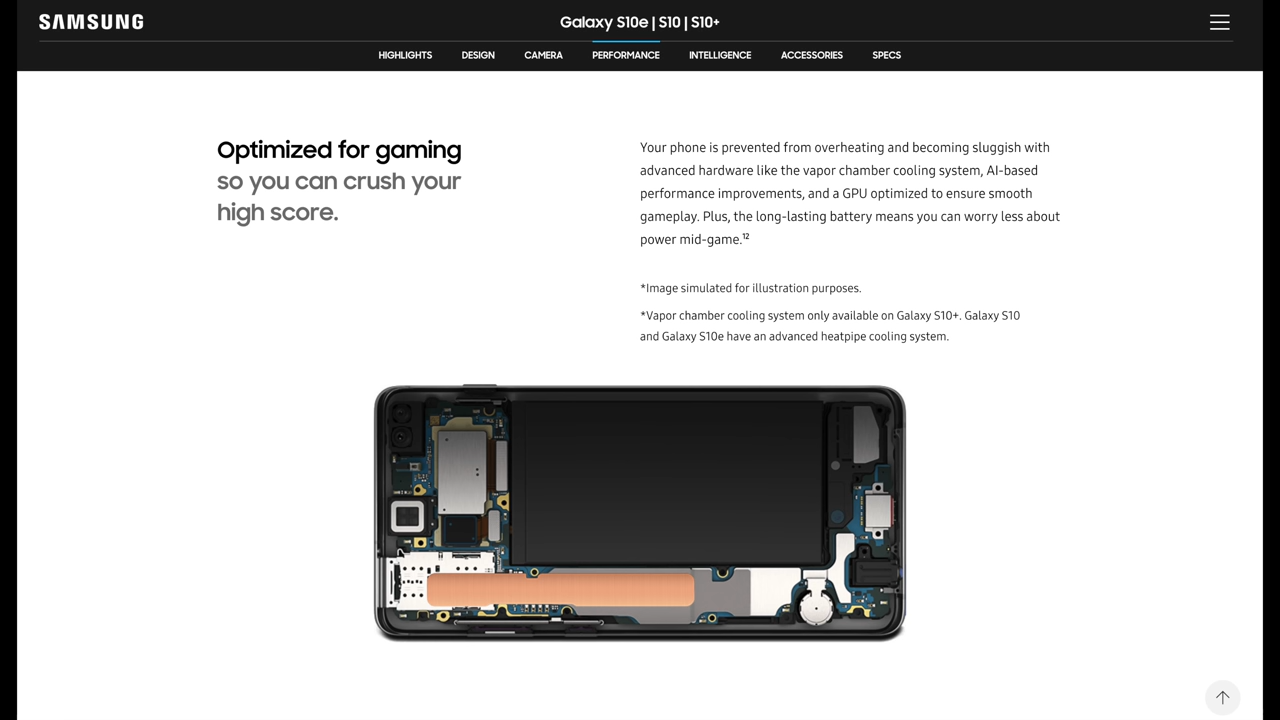 SAMSUNG
Galaxy S10e | S10 | S10+
HIGHLIGHTS DESIGN CAMERA PERFORMANCE INTELLIGENCE ACCESSORIES SPECS
Optimized for gaming
so you can crush your
high score.
Your phone is prevented from overheating and becoming sluggish with
advanced hardware like the vapor chamber cooling system, AI-based
performance improvements, and a GPU optimized to ensure smooth
gameplay. Plus, the long-lasting battery means you can worry less about
power mid-game.¹²
*Image simulated for illustration purposes.
*Vapor chamber cooling system only available on Galaxy S10+. Galaxy S10
and Galaxy S10e have an advanced heatpipe cooling system.